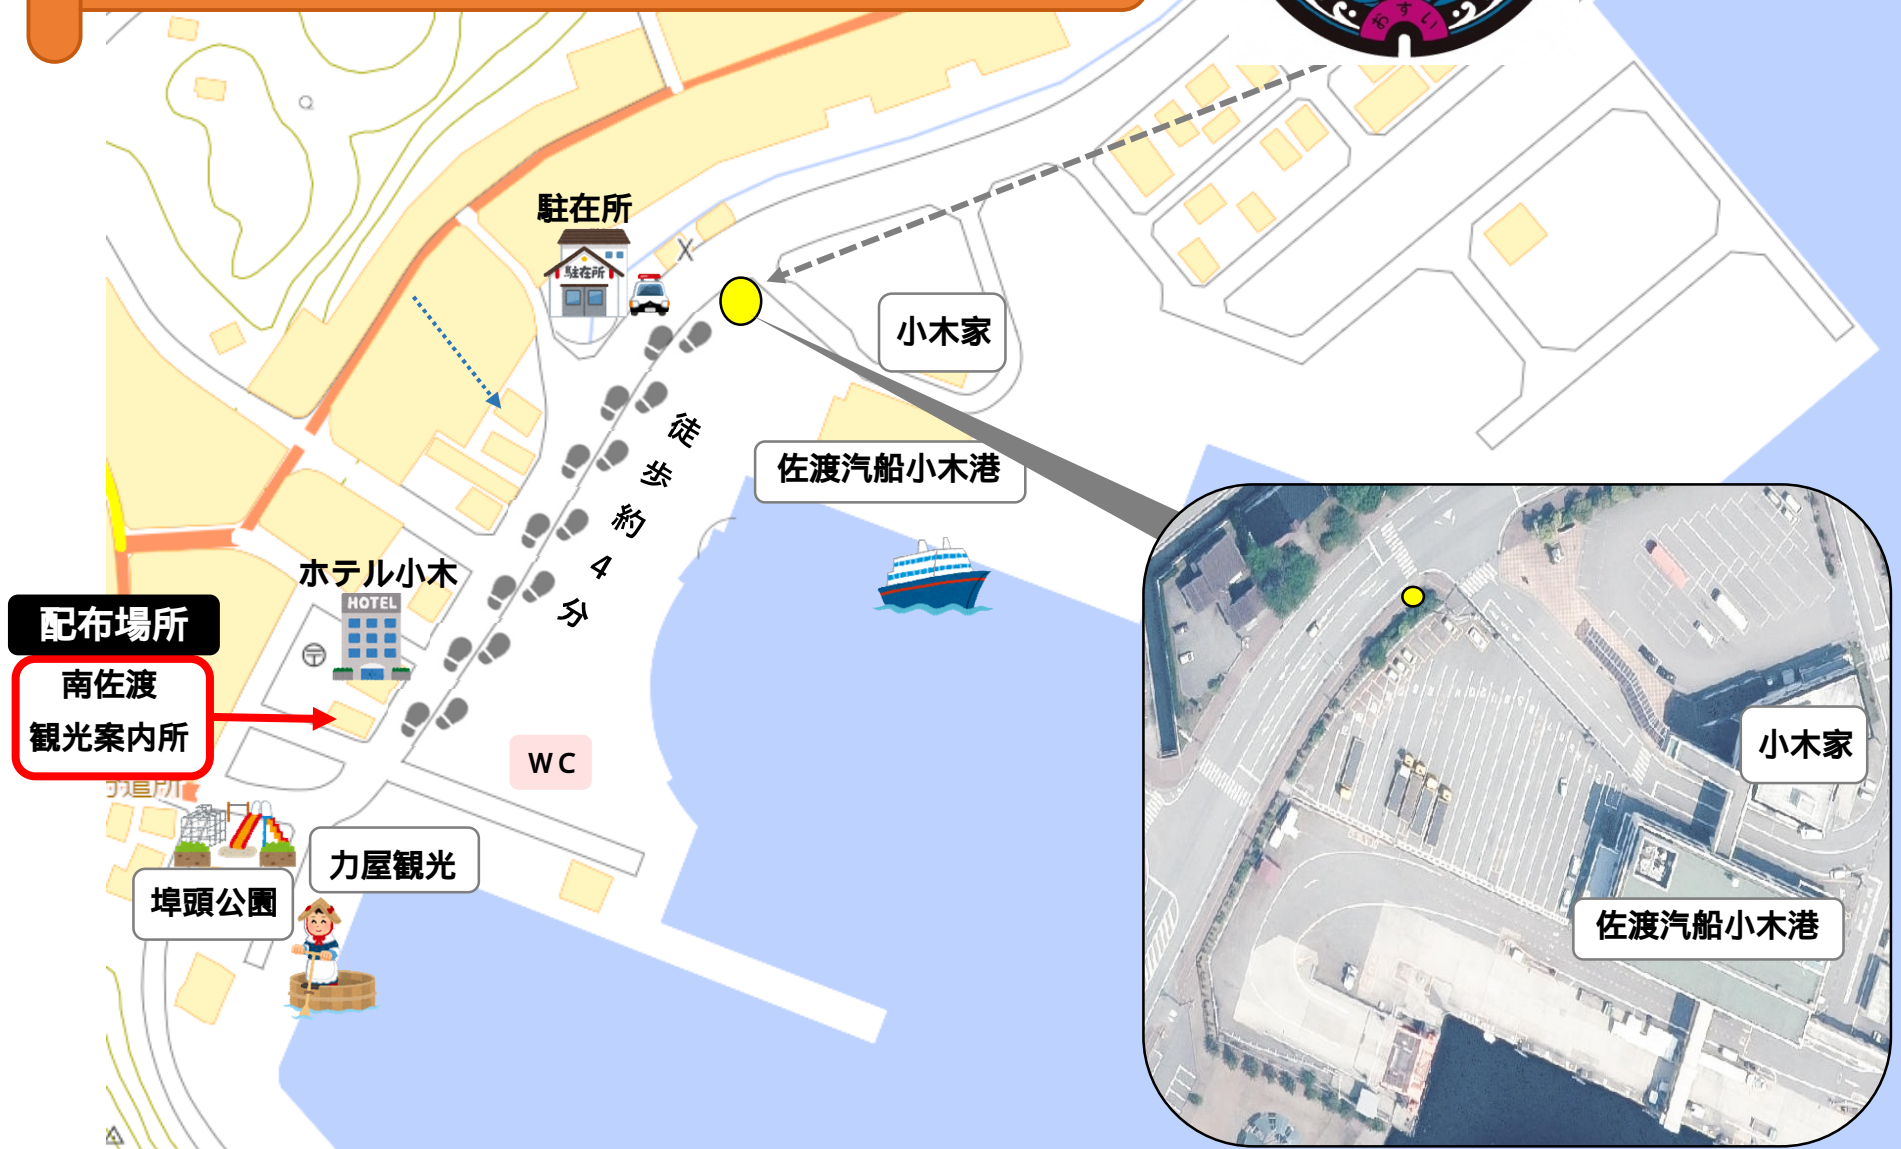 おすい
駐在所
駐在所
小木家
徒歩約4分
佐渡汽船小木港
ホテル小木
HOTEL
配布場所
南佐渡
観光案内所
WC
力屋観光
埠頭公園
小木家
佐渡汽船小木港